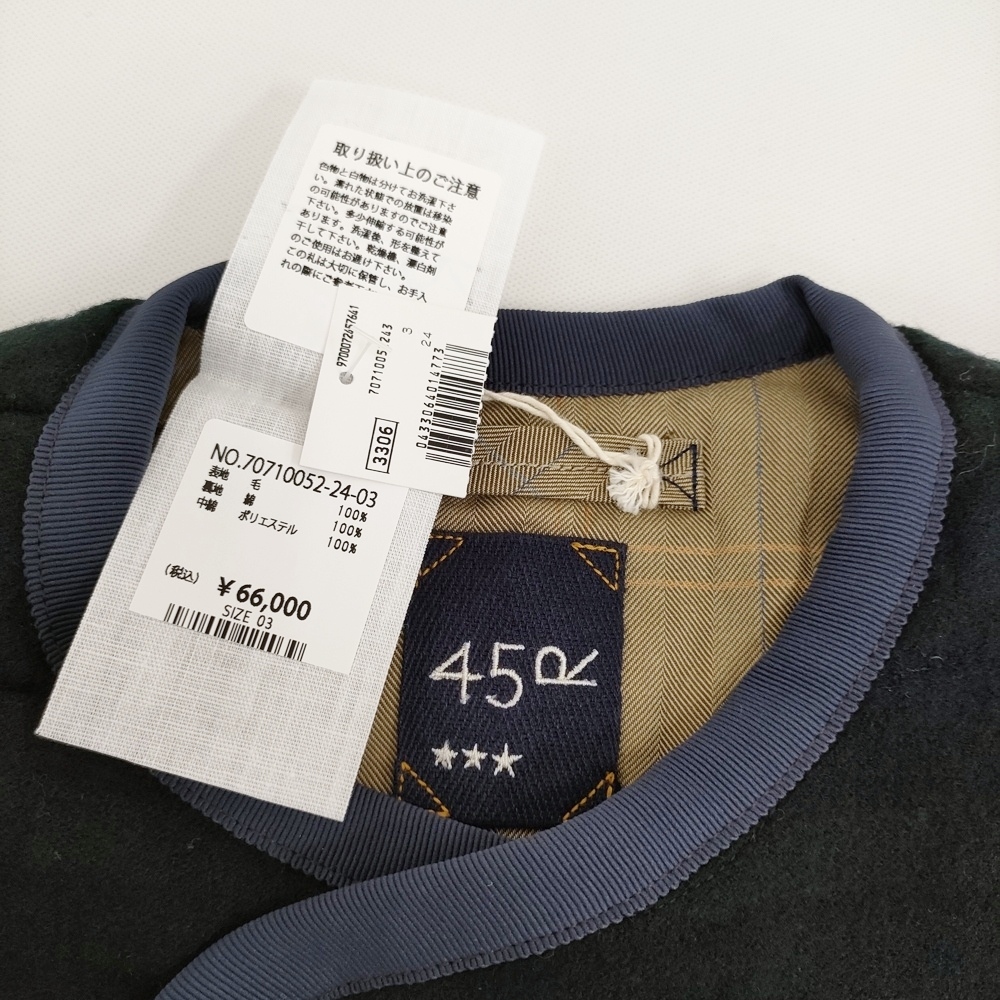 取り扱い上のご注意
色物と白物は分けてお洗濯下さ
い。濡れた状態での放置は移染
の可能性がありますのでご注意
下さい。多少伸縮する可能性が
あります。洗濯後、形を整えて
干して下さい。乾燥機、漂白剤
のご使用はお避け下さい。
この札は大切に保管し、お手入
れの際にご参考
9700072457641
7071005 243
3
24
3306
0433064014773
NO.70710052-24-03
表地 毛 100%
裏地 綿 100%
中綿 ポリエステル 100%
(税込) ¥66,000
SIZE 03
45R